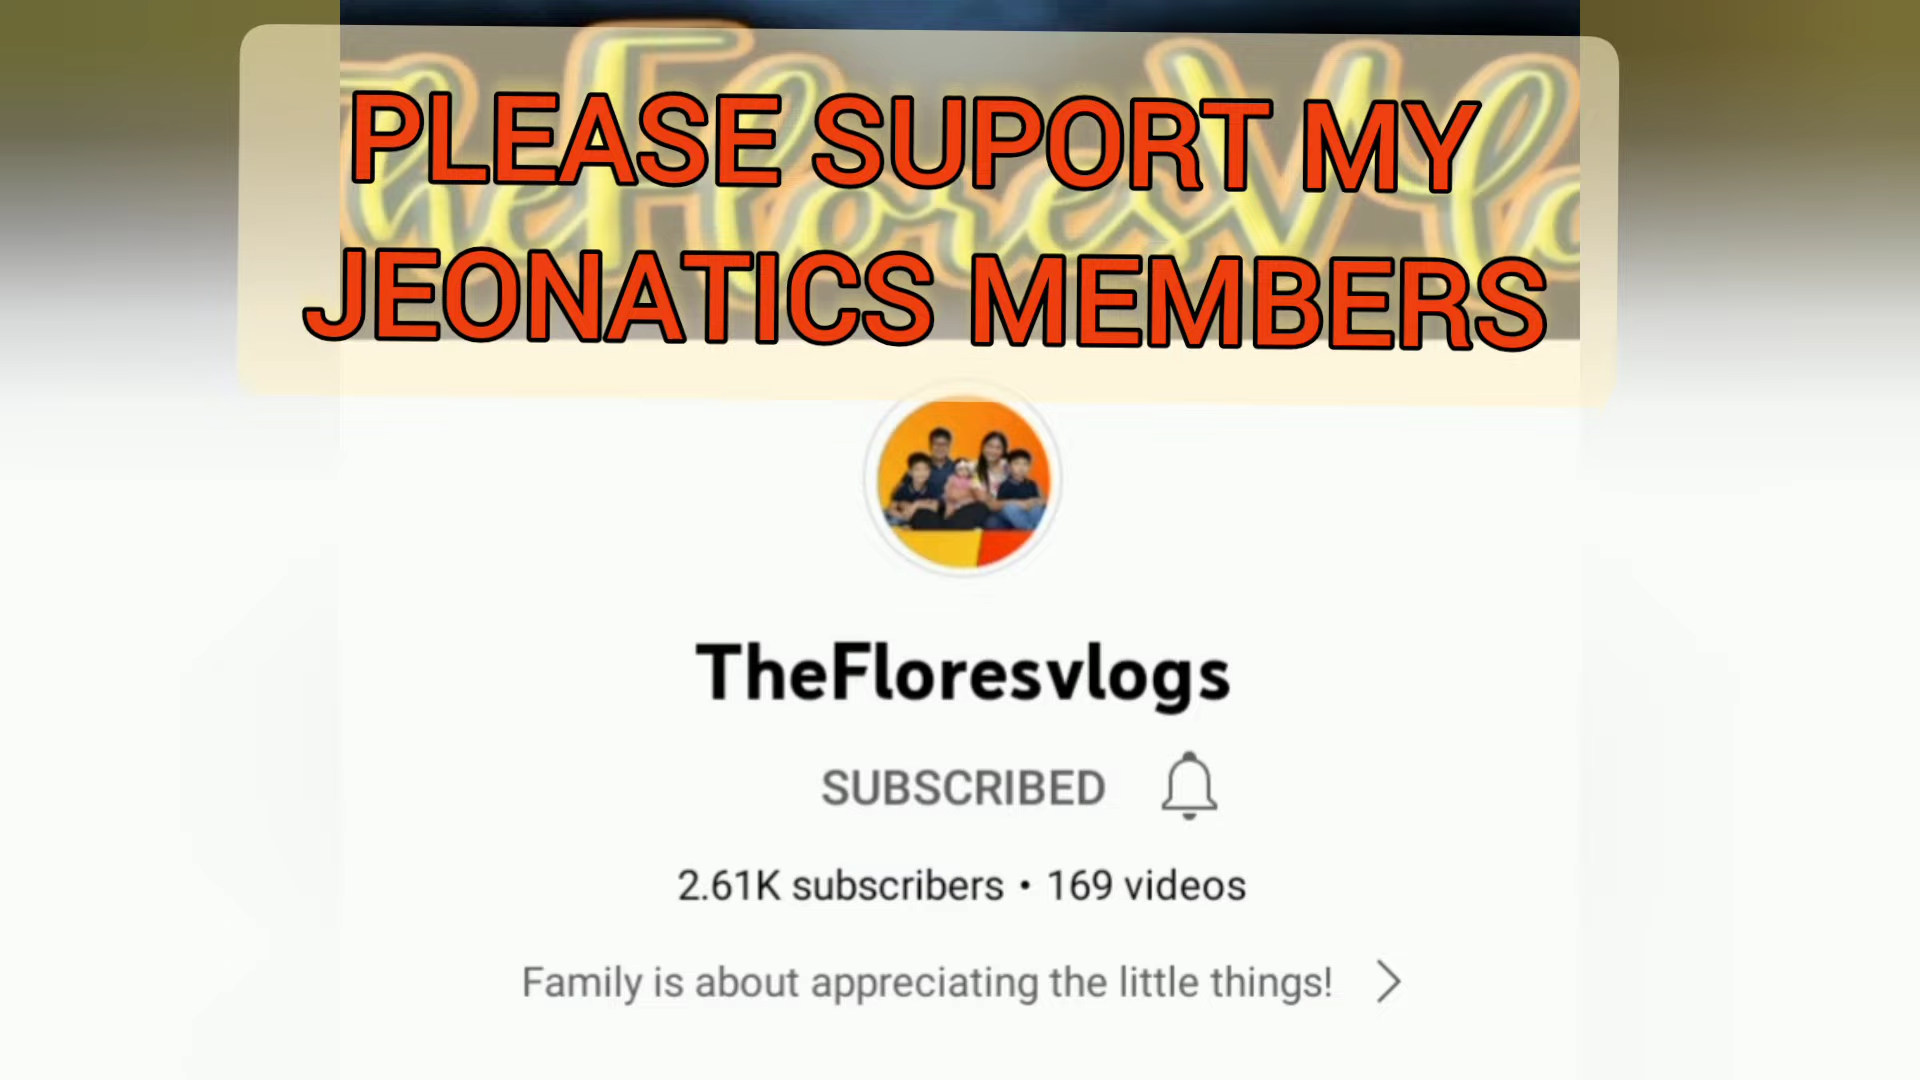 TheFloresVlo
PLEASE SUPORT MY
JEONATICS MEMBERS
TheFloresvlogs
SUBSCRIBED
2.61K subscribers • 169 videos
Family is about appreciating the little things!